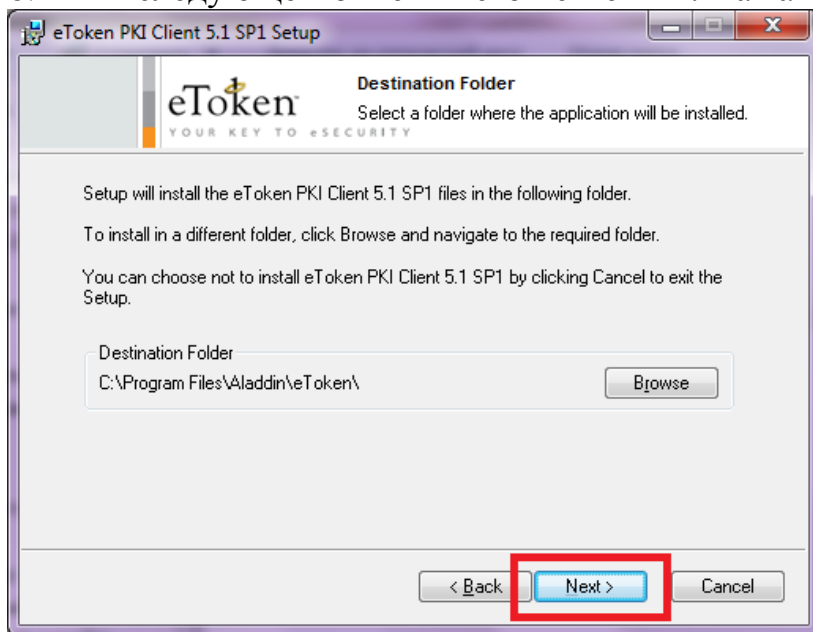 eToken PKI Client 5.1 SP1 Setup
eToken
YOUR KEY TO eSECURITY
Destination Folder
Select a folder where the application will be installed.
Setup will install the eToken PKI Client 5.1 SP1 files in the following folder.
To install in a different folder, click Browse and navigate to the required folder.
You can choose not to install eToken PKI Client 5.1 SP1 by clicking Cancel to exit the
Setup.
Destination Folder
C:\Program Files\Aladdin\eToken\
Browse
< Back
Next >
Cancel